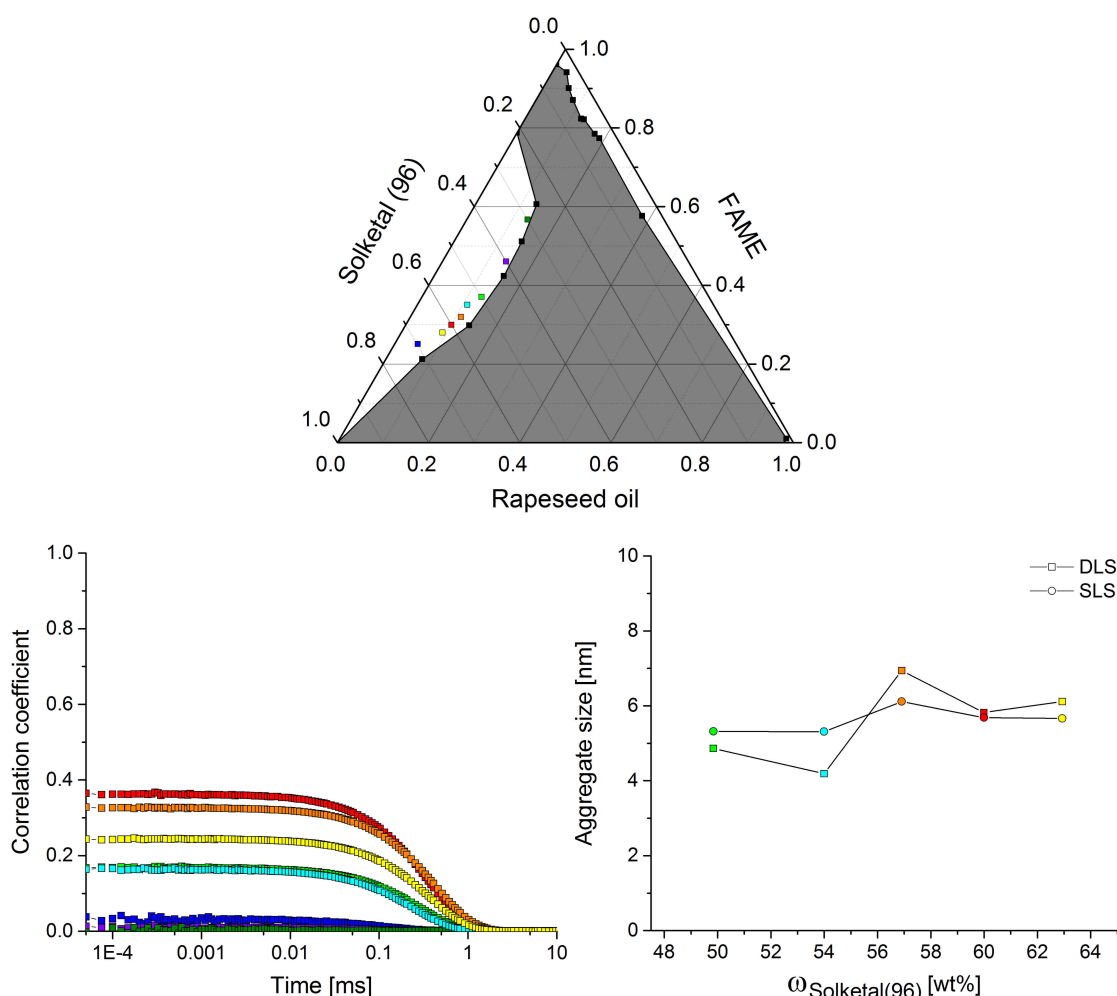 0.0
1.0
0.2
0.8
0.4
0.6
0.6
0.4
0.8
0.2
1.0
0.0
Solketal (96)
FAME
0.0 0.2 0.4 0.6 0.8 1.0
Rapeseed oil
1.0
0.8
0.6
0.4
0.2
0.0
Correlation coefficient
1E-4 0.001 0.01 0.1 1 10
Time [ms]
10
8
6
4
2
0
Aggregate size [nm]
DLS
SLS
48 50 52 54 56 58 60 62 64
ωSolketal(96) [wt%]